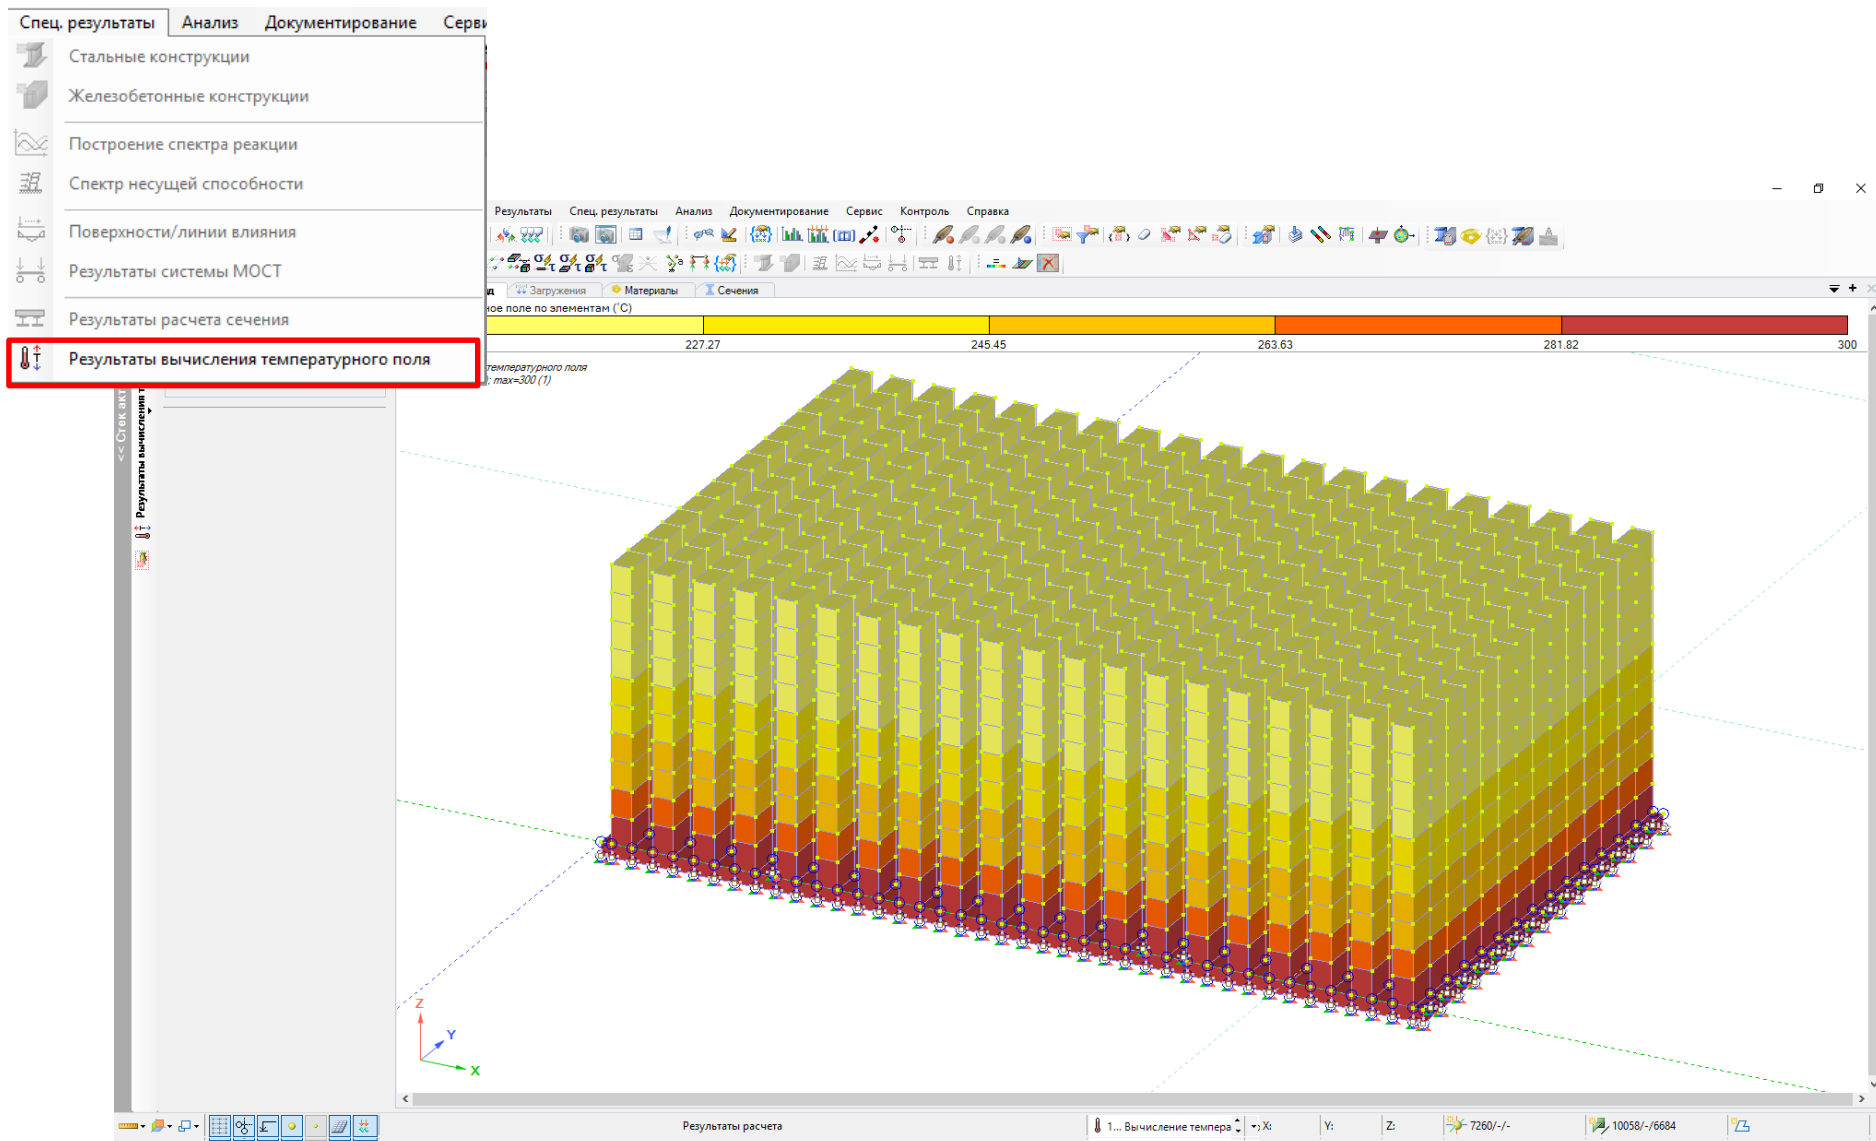 Спец. результаты Анализ Документирование Серви
Стальные конструкции
Железобетонные конструкции
Построение спектра реакции
Спектр несущей способности
Поверхности/линии влияния
Результаты системы МОСТ
Результаты расчета сечения
Результаты вычисления температурного поля
Результаты Спец. результаты Анализ Документирование Сервис Контроль Справка
Загружения Материалы Сечения
ное поле по элементам (°C)
227.27 245.45 263.63 281.82 300
температурного поля
; max=300 (1)
<< Стек акт
Результаты вычисления т
Z
Y
X
Результаты расчета
1... Вычисление темпера X: Y: Z: 7260/-/- 10058/-/6684